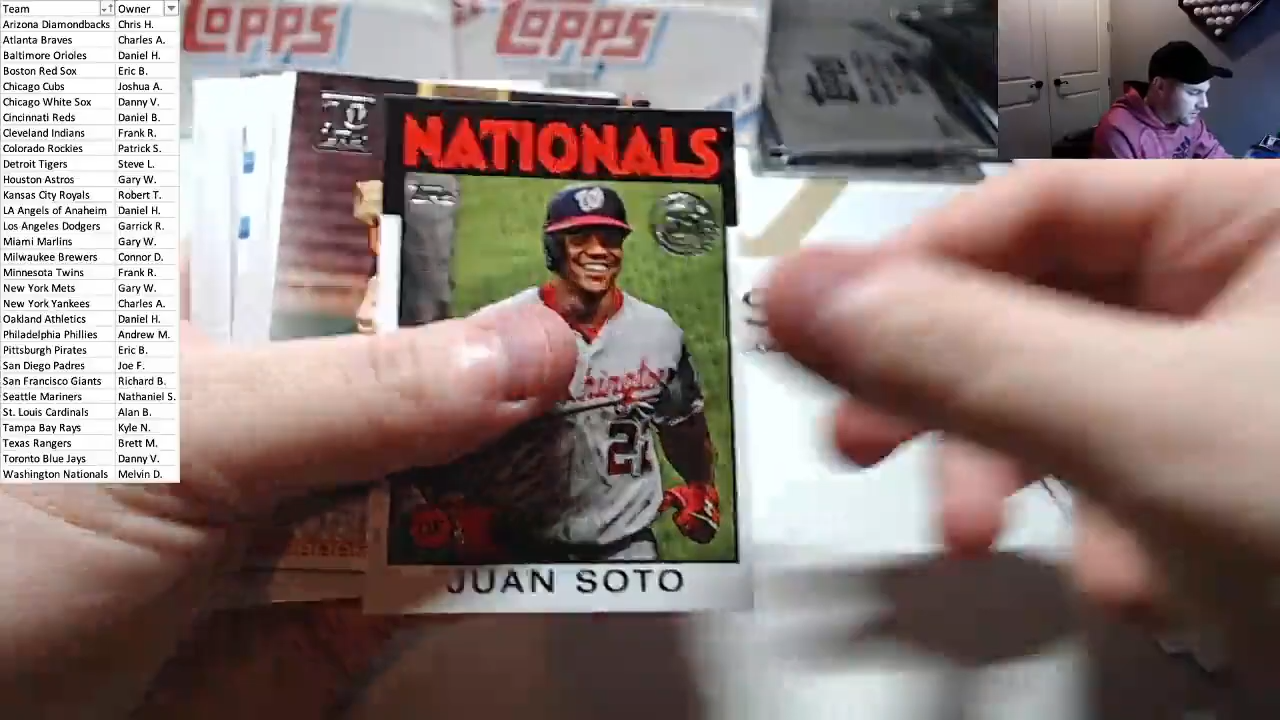 Team Owner
Arizona Diamondbacks Chris H.
Atlanta Braves Charles A.
Baltimore Orioles Daniel H.
Boston Red Sox Eric B.
Chicago Cubs Joshua A.
Chicago White Sox Danny V.
Cincinnati Reds Daniel B.
Cleveland Indians Frank R.
Colorado Rockies Patrick S.
Detroit Tigers Steve L.
Houston Astros Gary W.
Kansas City Royals Robert T.
LA Angels of Anaheim Daniel H.
Los Angeles Dodgers Garrick R.
Miami Marlins Gary W.
Milwaukee Brewers Connor D.
Minnesota Twins Frank R.
New York Mets Gary W.
New York Yankees Charles A.
Oakland Athletics Daniel H.
Philadelphia Phillies Andrew M.
Pittsburgh Pirates Eric B.
San Diego Padres Joe F.
San Francisco Giants Richard B.
Seattle Mariners Nathaniel S.
St. Louis Cardinals Alan B.
Tampa Bay Rays Kyle N.
Texas Rangers Brett M.
Toronto Blue Jays Danny V.
Washington Nationals Melvin D.
Topps Topps
NATIONALS
W
hington
2
OF
JUAN SOTO